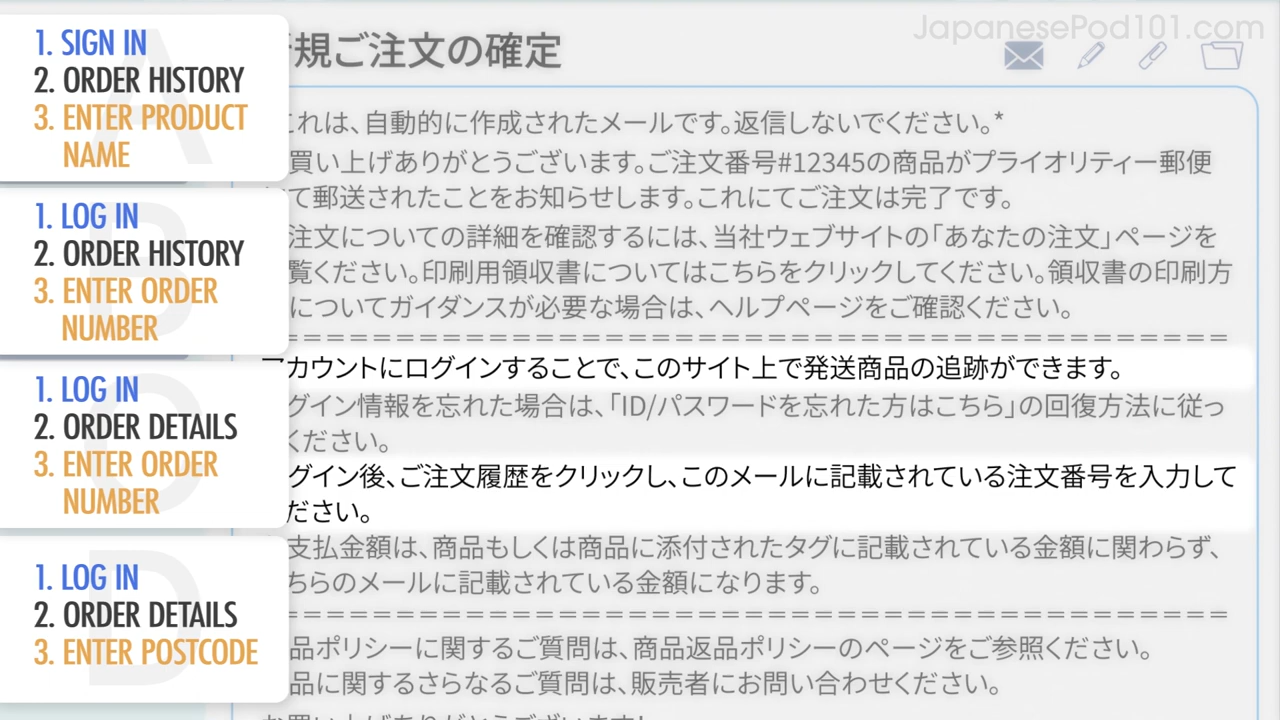 JapanesePod101.com
1. SIGN IN
2. ORDER HISTORY
3. ENTER PRODUCT
NAME
A
1. LOG IN
2. ORDER HISTORY
3. ENTER ORDER
NUMBER
B
1. LOG IN
2. ORDER DETAILS
3. ENTER ORDER
NUMBER
C
1. LOG IN
2. ORDER DETAILS
3. ENTER POSTCODE
D
規ご注文の確定
これは、自動的に作成されたメールです。返信しないでください。*
買い上げありがとうございます。ご注文番号#12345の商品がプライオリティー郵便
て郵送されたことをお知らせします。これにてご注文は完了です。
注文についての詳細を確認するには、当社ウェブサイトの「あなたの注文」ページを
覧ください。印刷用領収書についてはこちらをクリックしてください。領収書の印刷方
についてガイダンスが必要な場合は、ヘルプページをご確認ください。
=============================================
アカウントにログインすることで、このサイト上で発送商品の追跡ができます。
グイン情報を忘れた場合は、「ID/パスワードを忘れた方はこちら」の回復方法に従っ
ください。
グイン後、ご注文履歴をクリックし、このメールに記載されている注文番号を入力して
ださい。
支払金額は、商品もしくは商品に添付されたタグに記載されている金額に関わらず、
ちらのメールに記載されている金額になります。
=============================================
品ポリシーに関するご質問は、商品返品ポリシーのページをご参照ください。
品に関するさらなるご質問は、販売者にお問い合わせください。
お買い上げありがとうございます!